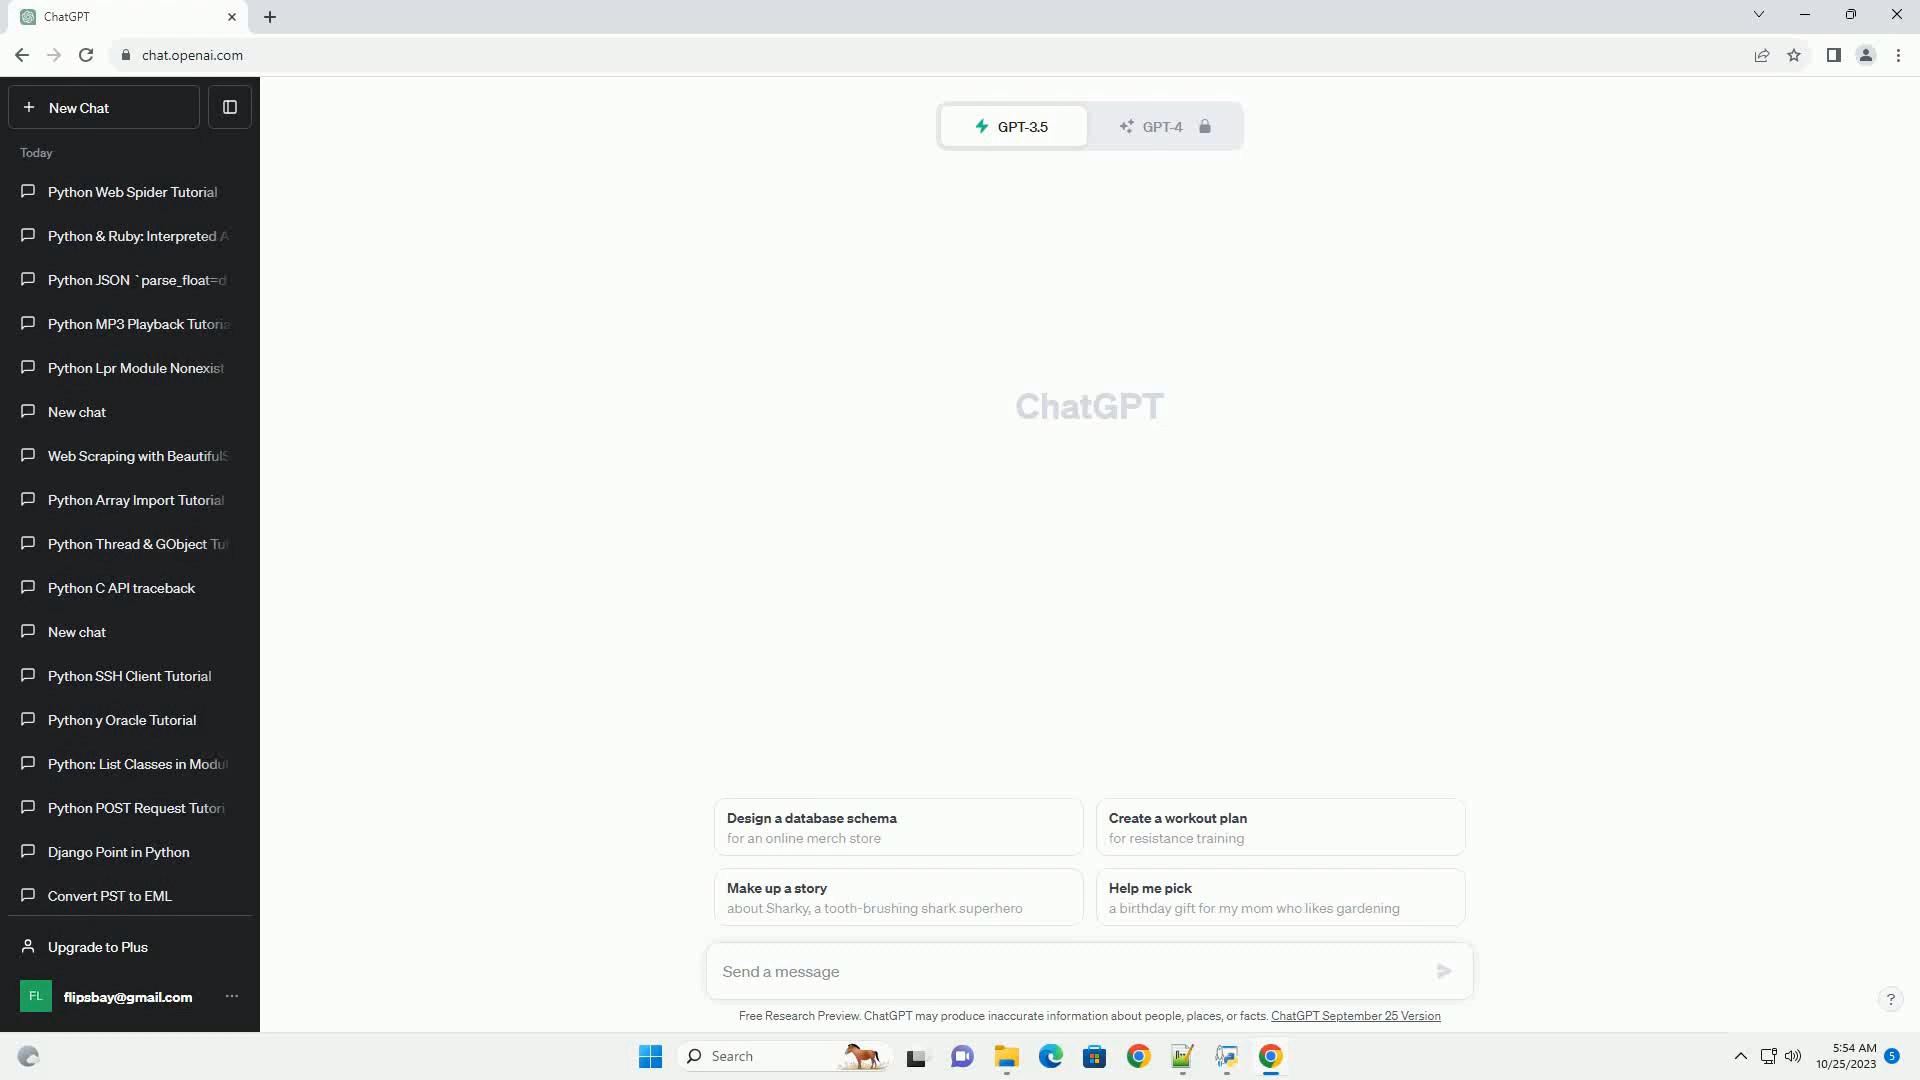 ChatGPT
chat.openai.com
New Chat
Today
Python Web Spider Tutorial
Python & Ruby: Interpreted A
Python JSON `parse_float=d
Python MP3 Playback Tutoria
Python Lpr Module Nonexist
New chat
Web Scraping with BeautifulS
Python Array Import Tutorial
Python Thread & GObject Tut
Python C API traceback
New chat
Python SSH Client Tutorial
Python y Oracle Tutorial
Python: List Classes in Modul
Python POST Request Tutori
Django Point in Python
Convert PST to EML
Upgrade to Plus
FL flipsbay@gmail.com
GPT-3.5
GPT-4
ChatGPT
Design a database schema
for an online merch store
Create a workout plan
for resistance training
Make up a story
about Sharky, a tooth-brushing shark superhero
Help me pick
a birthday gift for my mom who likes gardening
Send a message
Free Research Preview. ChatGPT may produce inaccurate information about people, places, or facts. ChatGPT September 25 Version
?
Search
5:54 AM
10/25/2023
5